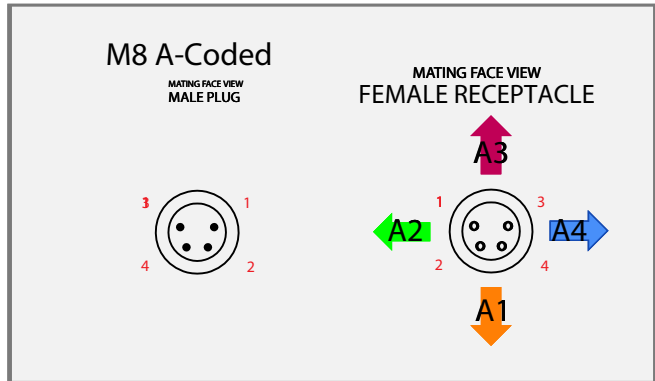 M8 A-Coded
MATING FACE VIEW
MALE PLUG
MATING FACE VIEW
FEMALE RECEPTACLE
A3
1
1
3
A2
A4
4
2
2
4
A1